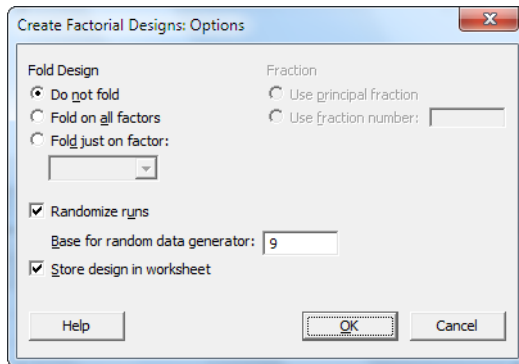 Create Factorial Designs: Options
Fold Design
Do not fold
Fold on all factors
Fold just on factor:
Fraction
Use principal fraction
Use fraction number:
Randomize runs
Base for random data generator: 9
Store design in worksheet
Help
OK
Cancel